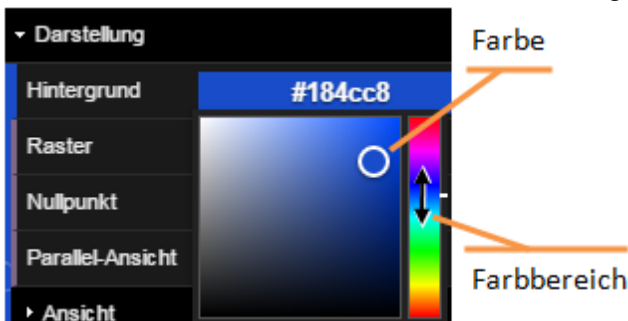 Darstellung
Farbe
Hintergrund
#184cc8
Raster
Nullpunkt
Parallel-Ansicht
Farbbereich
Ansicht